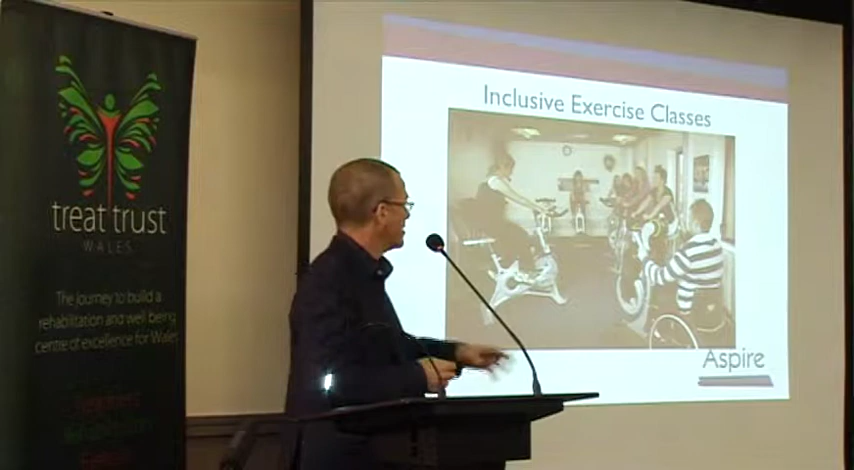 treat trust
WALES
The journey to build a
rehabilitation and well being
centre of excellence for Wales
Inclusive Exercise Classes
Aspire